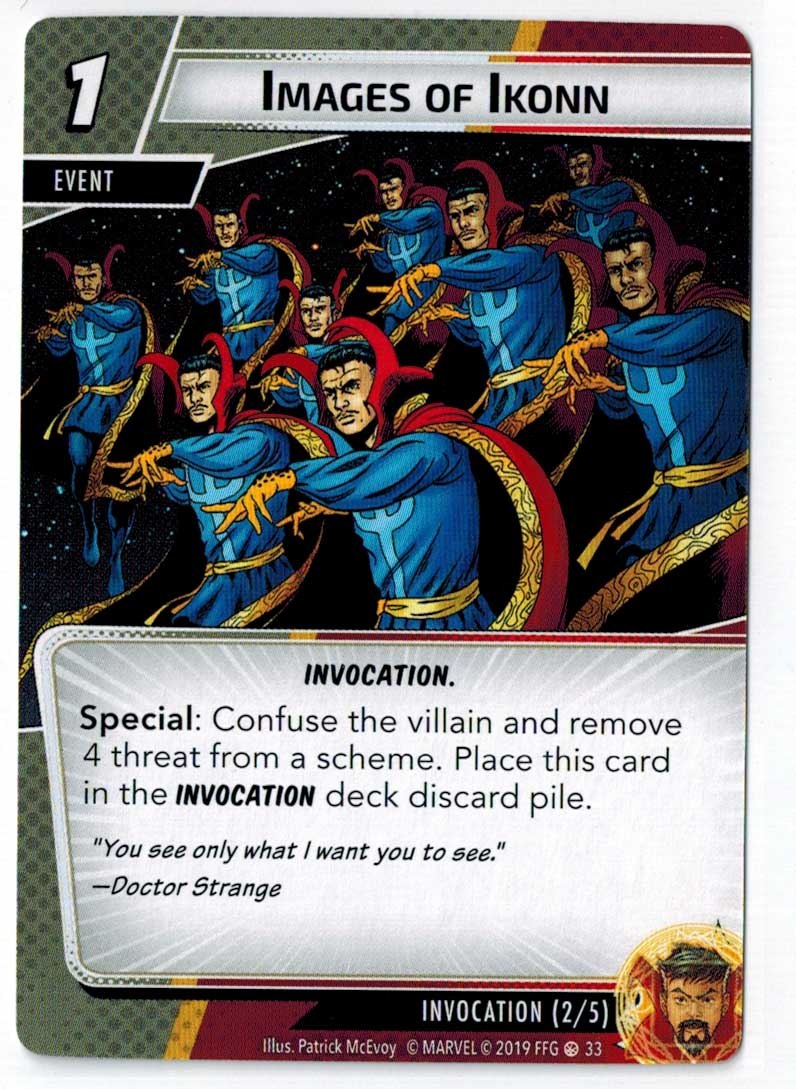 1
IMAGES OF IKONN
EVENT
INVOCATION.
Special: Confuse the villain and remove
4 threat from a scheme. Place this card
in the INVOCATION deck discard pile.
"You see only what I want you to see."
—Doctor Strange
INVOCATION (2/5)
Illus. Patrick McEvoy © MARVEL © 2019 FFG 33